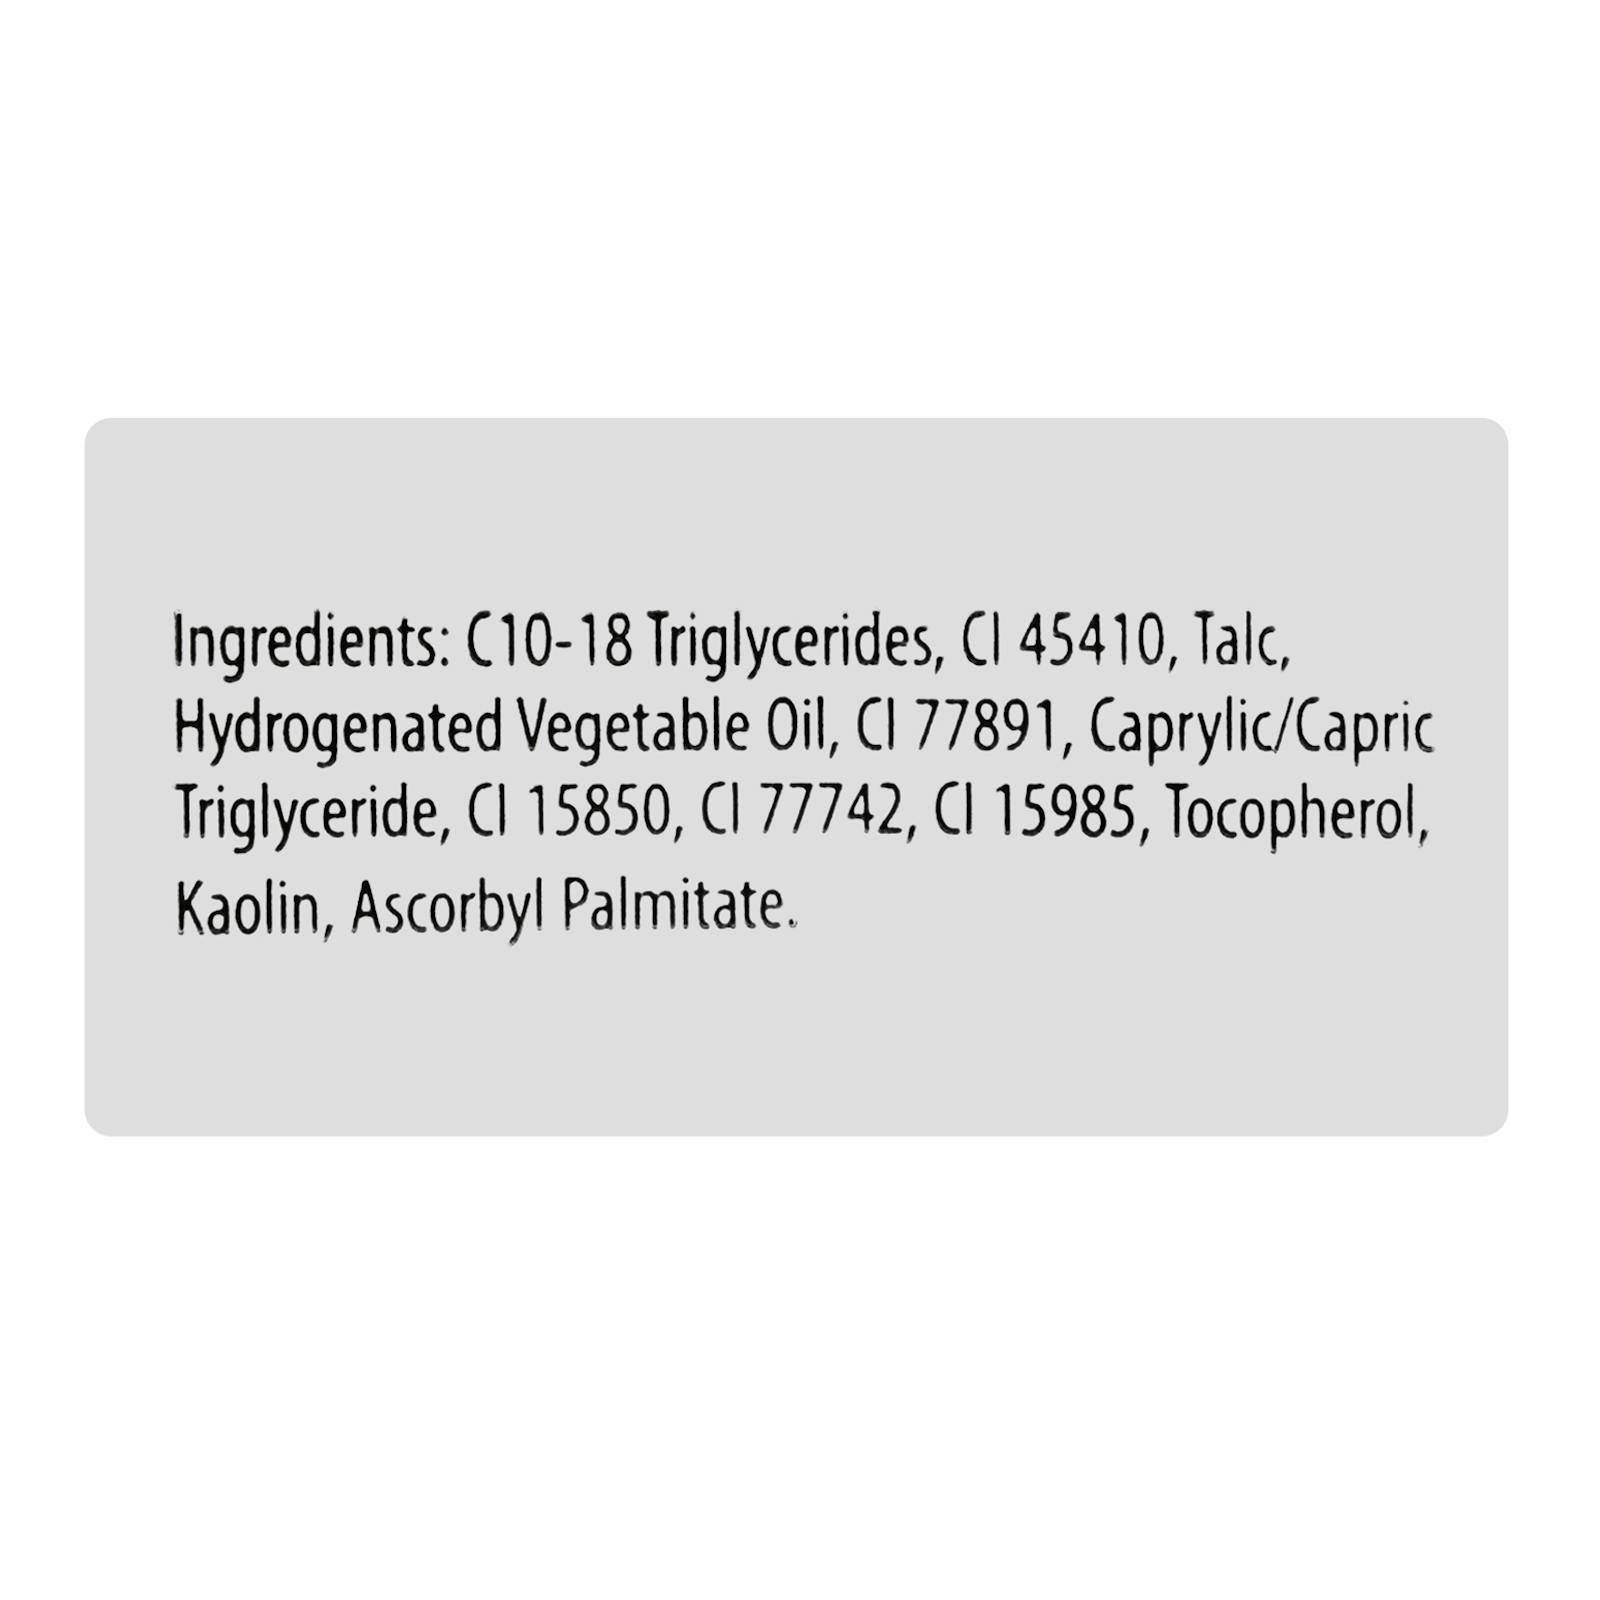 Ingredients: C10-18 Triglycerides, CI 45410, Talc,
Hydrogenated Vegetable Oil, CI 77891, Caprylic/Capric
Triglyceride, CI 15850, CI 77742, CI 15985, Tocopherol,
Kaolin, Ascorbyl Palmitate.